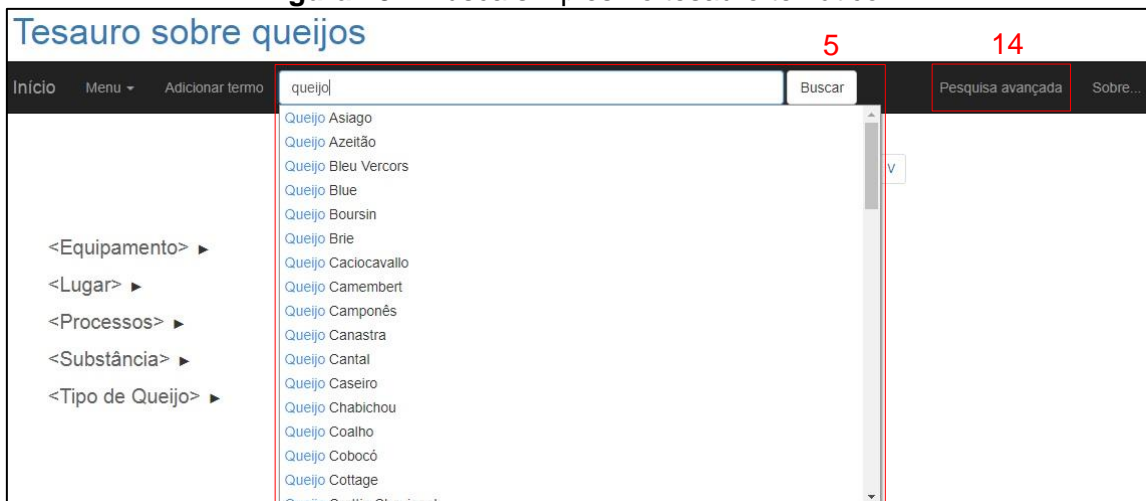 Tesauro sobre queijos
5
14
Início Menu Adicionar termo queijo Buscar Pesquisa avançada Sobre...
Queijo Asiago
Queijo Azeitão
Queijo Bleu Vercors
V
Queijo Blue
Queijo Boursin
Queijo Brie
<Equipamento>
Queijo Caciocavallo
<Lugar>
Queijo Camembert
Queijo Camponês
<Processos>
Queijo Canastra
Queijo Cantal
<Substância>
Queijo Caseiro
<Tipo de Queijo>
Queijo Chabichou
Queijo Coalho
Queijo Cobocó
Queijo Cottage